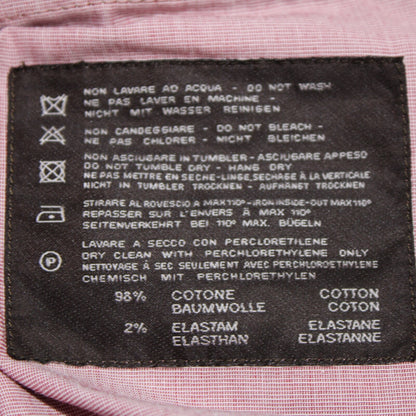 NON LAVARE AD ACQUA - DO NOT WASH
NE PAS LAVER EN MACHINE -
NICHT MIT WASSER REINIGEN
NON CANDEGGIARE - DO NOT BLEACH -
NE PAS CHLORER - NICHT BLEICHEN
NON ASCIUGARE IN TUMBLER - ASCIUGARE APPESO
DO NOT TUMBLE DRY - HANG DRY
NE PAS METTRE EN SECHE-LINGE, SECHAGE A LA VERTICALE
NICHT IM TUMBLER TROCKNEN - AUFHANGT TROCKNEN
STIRARE AL ROVESCIO A MAX 110° - IRON INSIDE-OUT MAX 110°
REPASSER SUR L'ENVERS À MAX 110°
SEITENVERKEHRT BEI 110° MAX. BÜGELN
LAVARE A SECCO CON PERCLORETILENE
DRY CLEAN WITH PERCHLORETHYLENE ONLY
NETTOYAGE À SEC SEULEMENT AVEC PERCHLOROETHYLENE
P CHEMISCH MIT PERCHLORETHYLEN
98% COTONE COTTON
BAUMWOLLE COTON
2% ELASTAM ELASTANE
ELASTHAN ELASTANNE